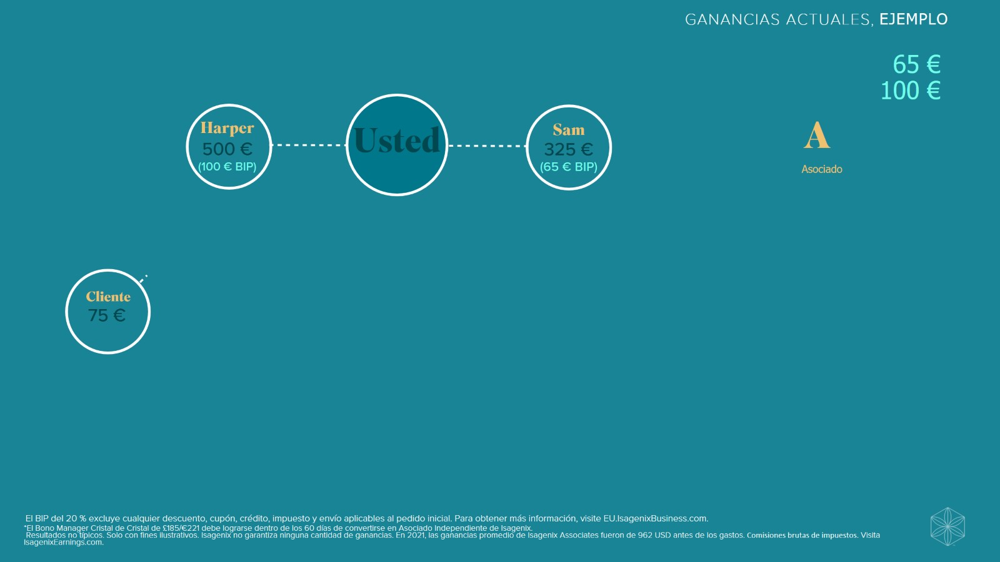 GANANCIAS ACTUALES, EJEMPLO
65 €
100 €
Harper
500 €
(100 € BIP)
Usted
Sam
325 €
(65 € BIP)
A
Asociado
Cliente
75 €
El BIP del 20 % excluye cualquier descuento, cupón, crédito, impuesto y envío aplicables al pedido inicial. Para obtener más información, visite EU.IsagenixBusiness.com.
*El Bono Manager Cristal de Cristal de £185/€221 debe lograrse dentro de los 60 días de convertirse en Asociado Independiente de Isagenix.
Resultados no típicos. Solo con fines ilustrativos. Isagenix no garantiza ninguna cantidad de ganancias. En 2021, las ganancias promedio de Isagenix Associates fueron de 962 USD antes de los gastos. Comisiones brutas de impuestos. Visita
IsagenixEarnings.com.